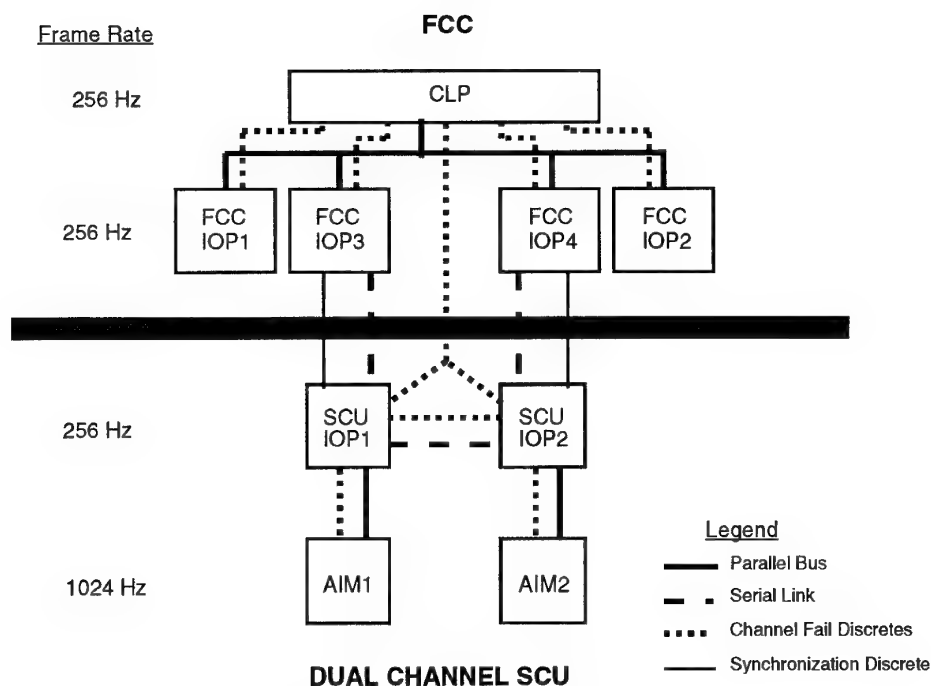 FCC
Frame Rate
256 Hz
CLP
256 Hz
FCC
IOP1
FCC
IOP3
FCC
IOP4
FCC
IOP2
256 Hz
SCU
IOP1
SCU
IOP2
1024 Hz
AIM1
AIM2
Legend
Parallel Bus
Serial Link
Channel Fail Discretes
Synchronization Discrete
DUAL CHANNEL SCU